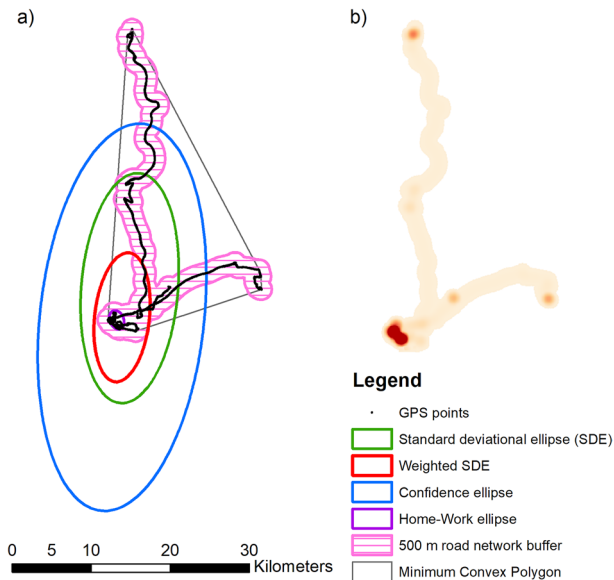 a)
b)
Legend
GPS points
Standard deviational ellipse (SDE)
Weighted SDE
Confidence ellipse
Home-Work ellipse
500 m road network buffer
Minimum Convex Polygon
0 10 20 30
Kilometers